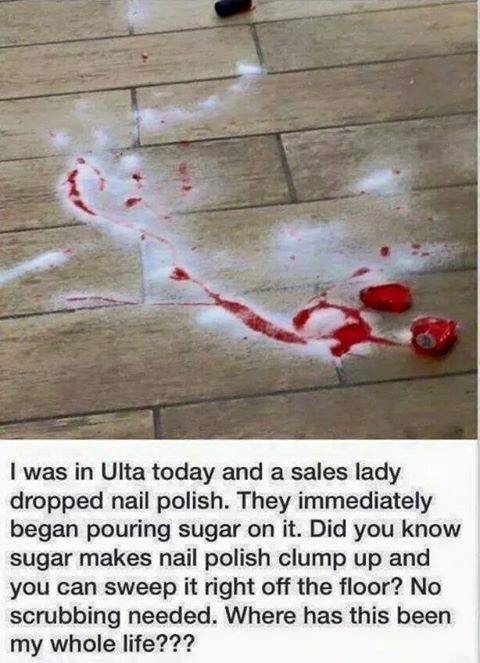 I was in Ulta today and a sales lady
dropped nail polish. They immediately
began pouring sugar on it. Did you know
sugar makes nail polish clump up and
you can sweep it right off the floor? No
scrubbing needed. Where has this been
my whole life???